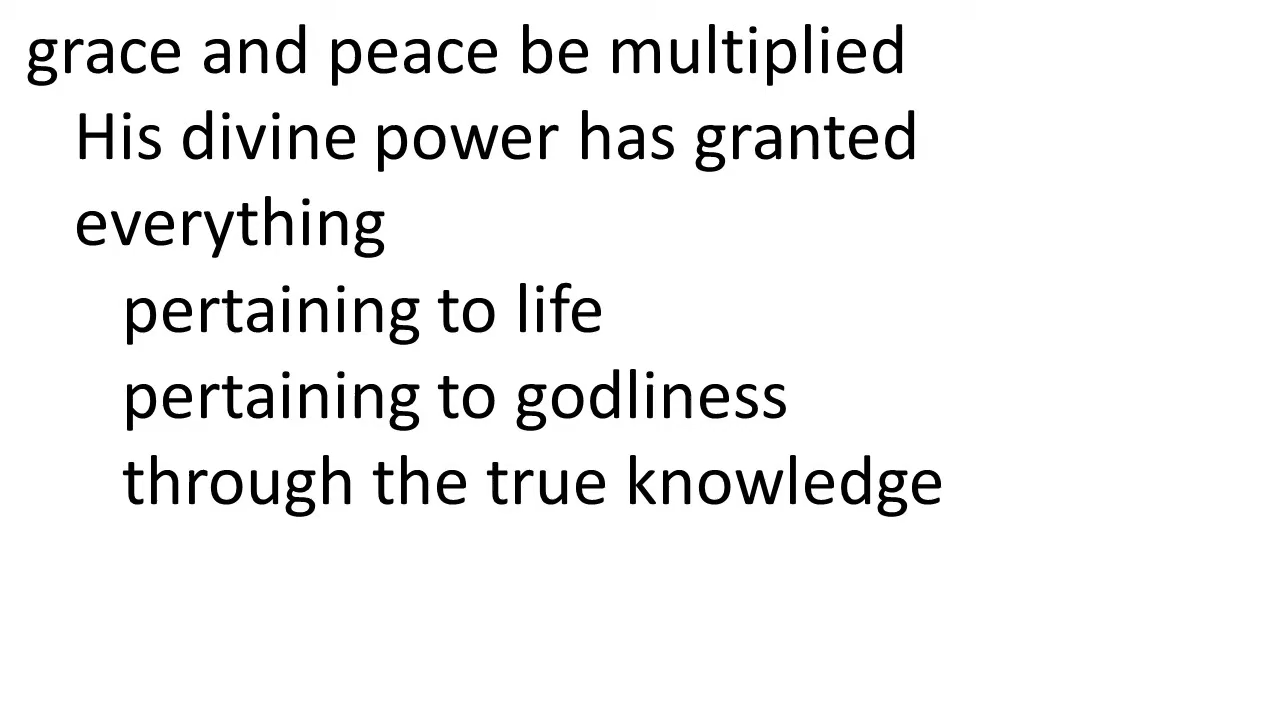 grace and peace be multiplied
His divine power has granted
everything
pertaining to life
pertaining to godliness
through the true knowledge